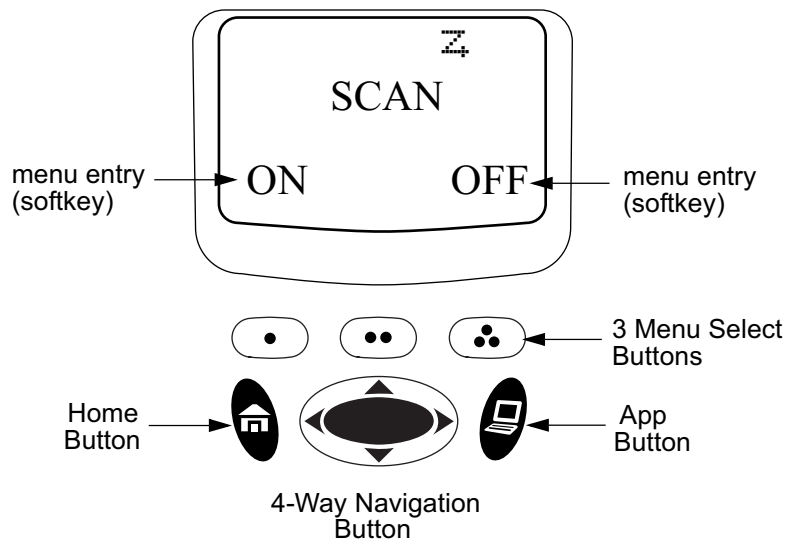 SCAN
menu entry
(softkey)
ON
OFF
menu entry
(softkey)
3 Menu Select
Buttons
Home
Button
App
Button
4-Way Navigation
Button